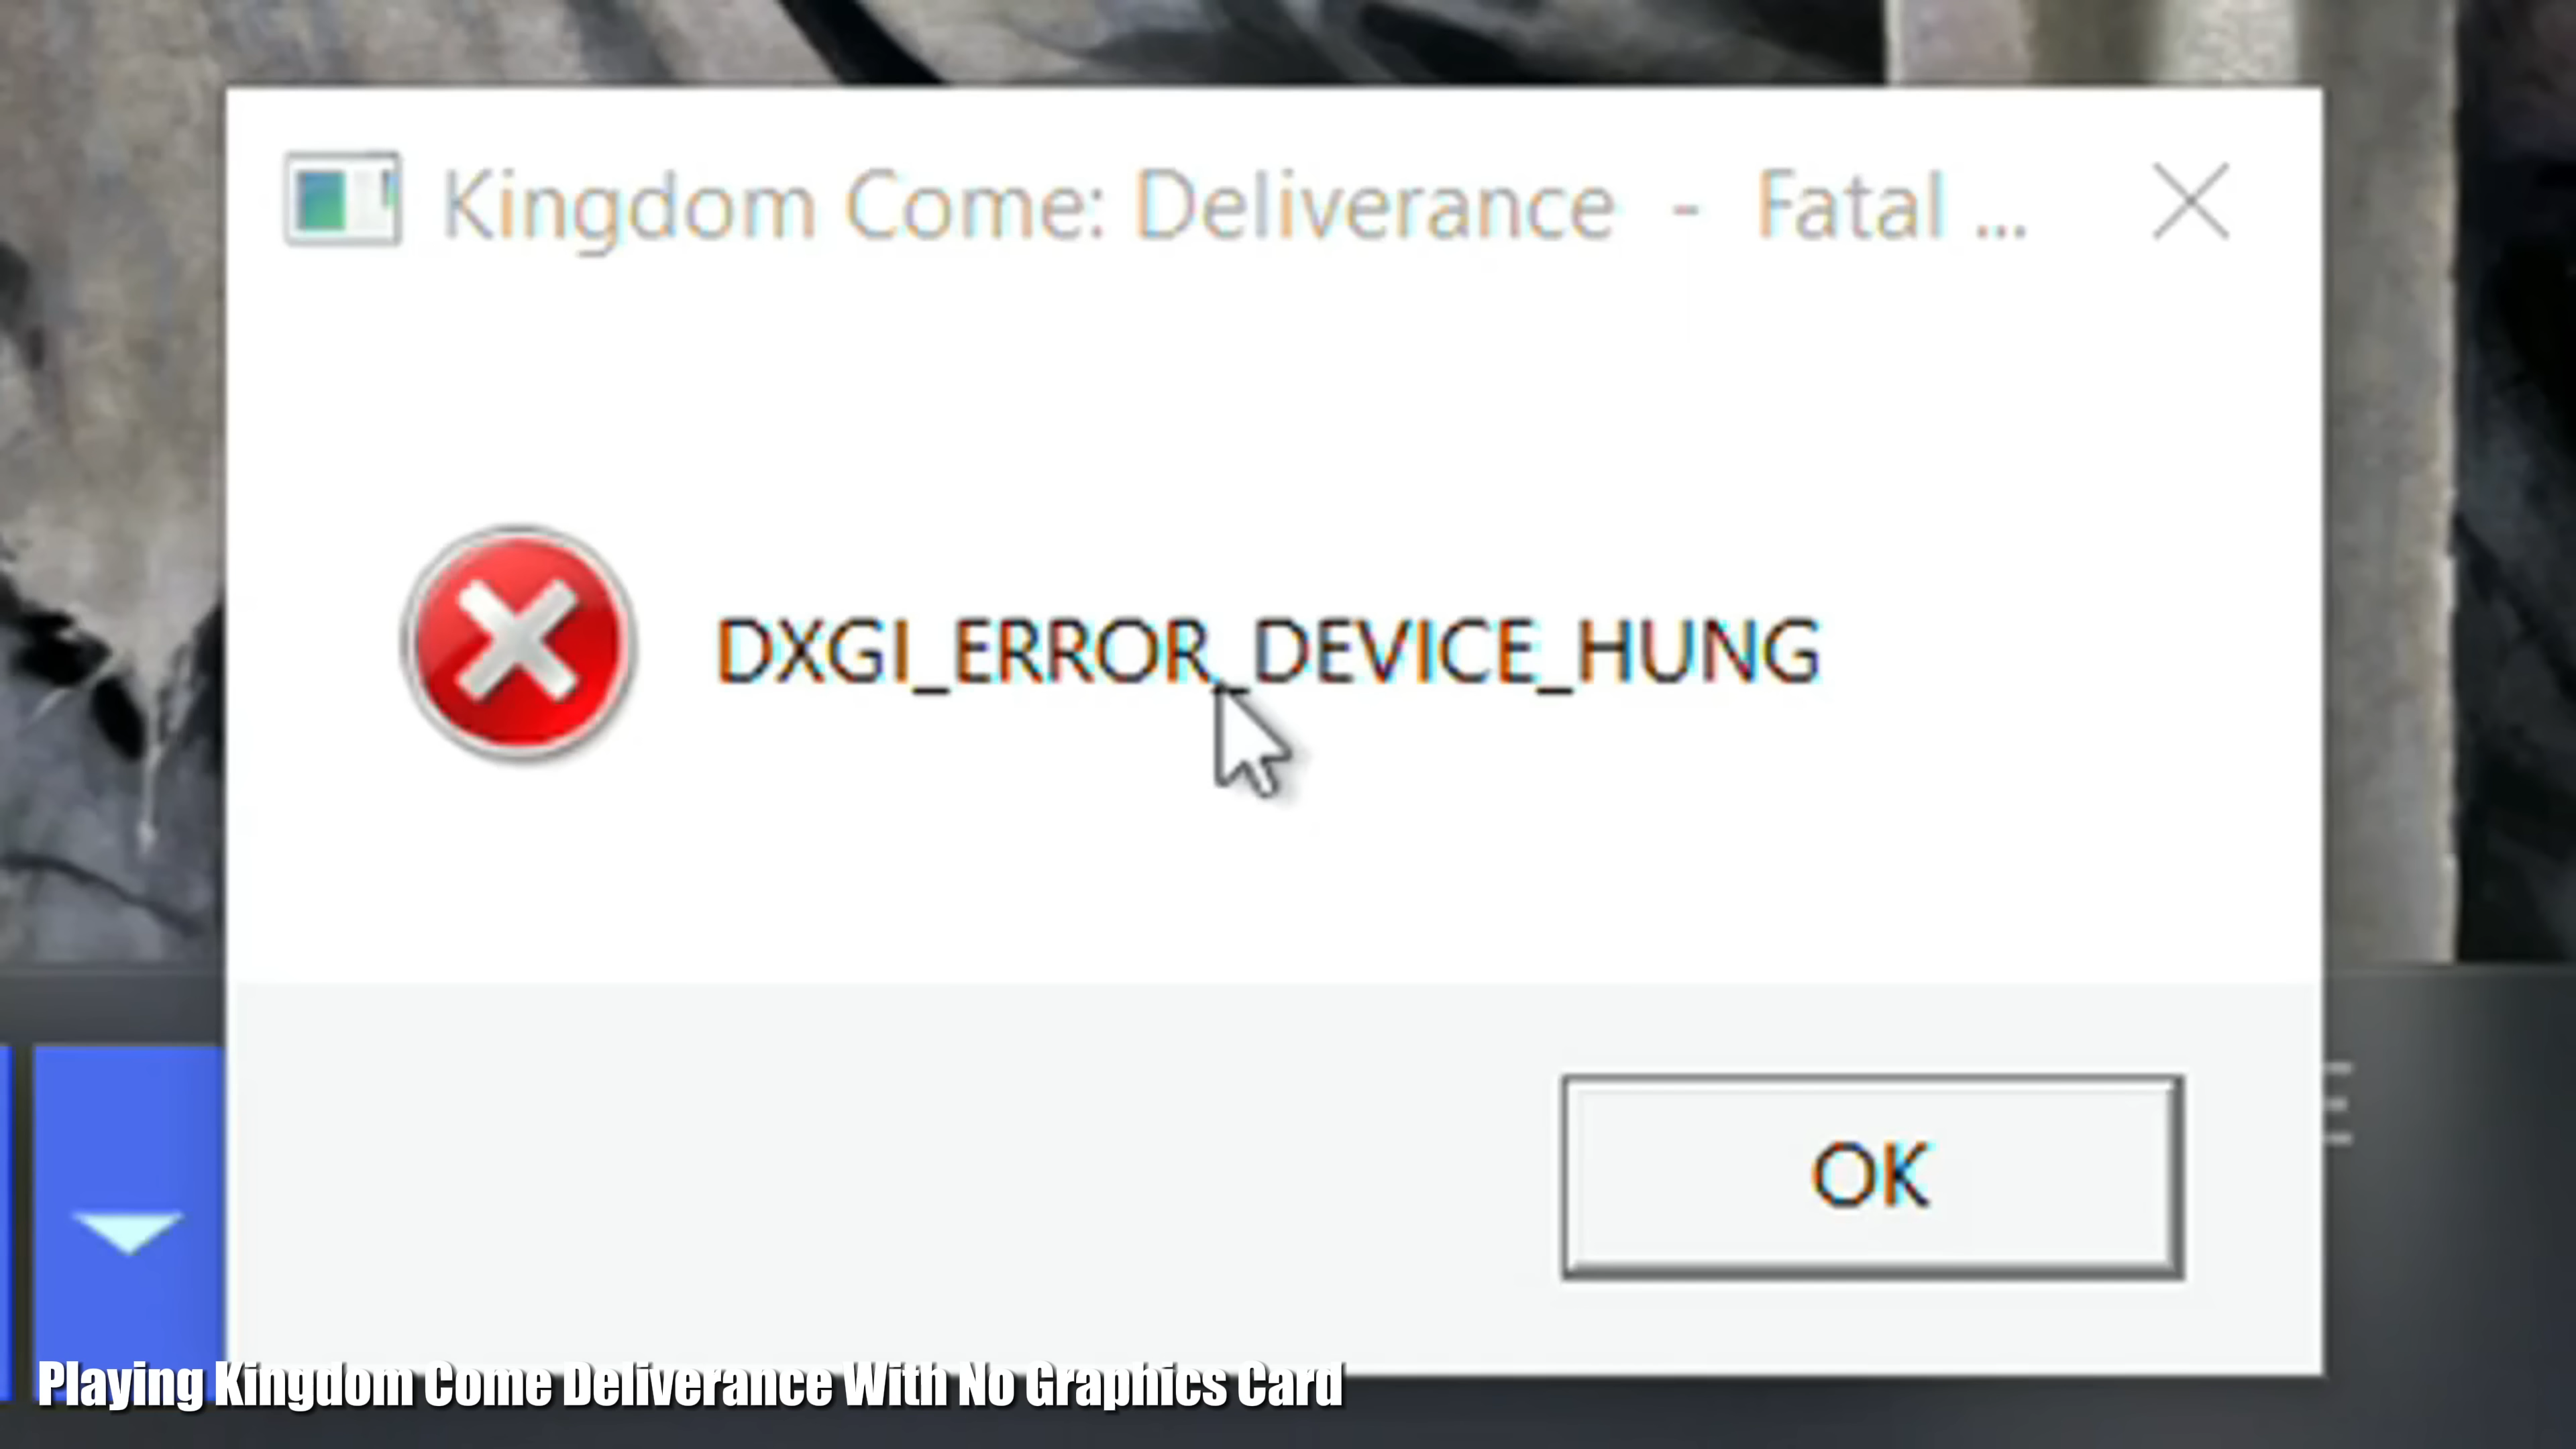 Kingdom Come: Deliverance - Fatal ...
DXGI_ERROR_DEVICE_HUNG
OK
Playing Kingdom Come Deliverance With No Graphics Card